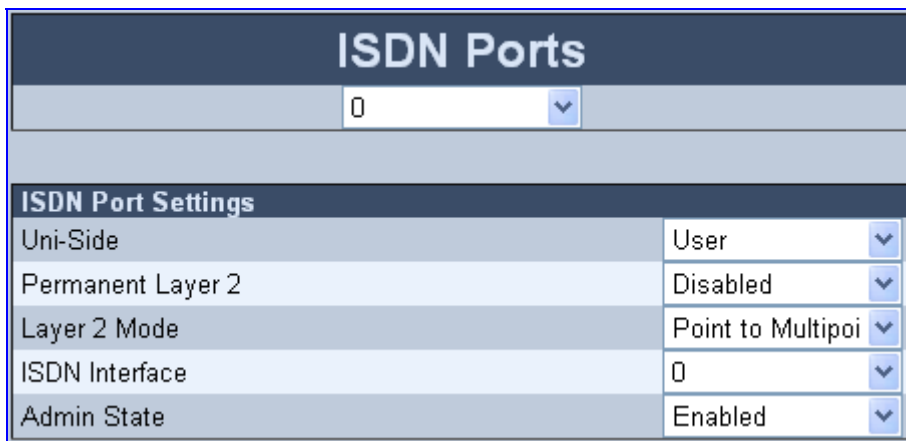 ISDN Ports
0
ISDN Port Settings
Uni-Side User
Permanent Layer 2 Disabled
Layer 2 Mode Point to Multipoi
ISDN Interface 0
Admin State Enabled